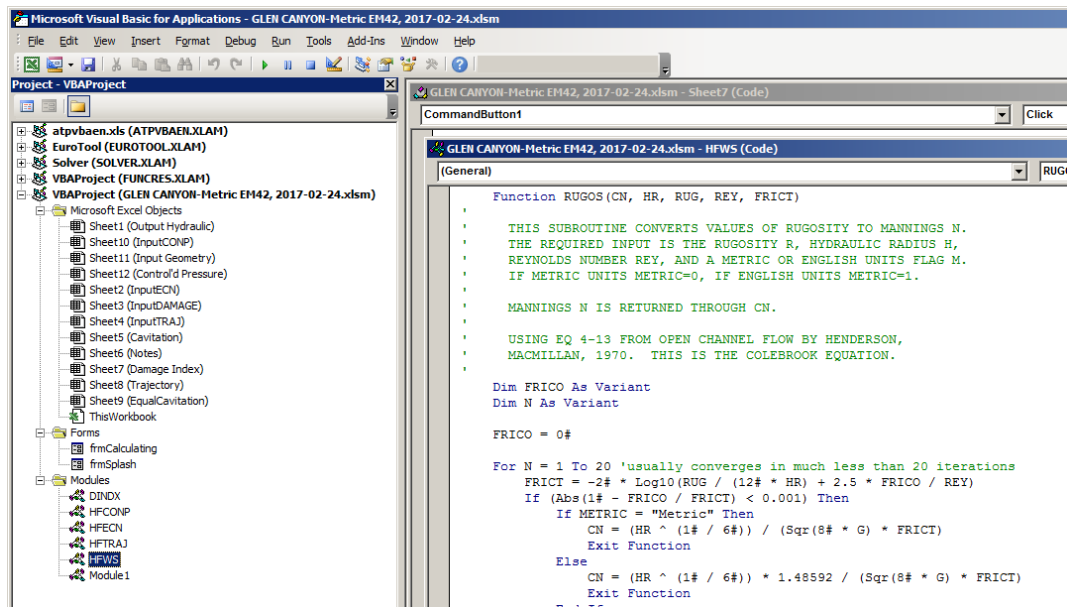 Microsoft Visual Basic for Applications - GLEN CANYON-Metric EM42, 2017-02-24.xlsm
File Edit View Insert Format Debug Run Tools Add-Ins Window Help
Project - VBAProject
atpvbaen.xls (ATPVBAEN.XLAM)
EuroTool (EUROTOOL.XLAM)
Solver (SOLVER.XLAM)
VBAProject (FUNCRES.XLAM)
VBAProject (GLEN CANYON-Metric EM42, 2017-02-24.xlsm)
Microsoft Excel Objects
Sheet1 (Output Hydraulic)
Sheet10 (InputCONP)
Sheet11 (Input Geometry)
Sheet12 (Control'd Pressure)
Sheet2 (InputECN)
Sheet3 (InputDAMAGE)
Sheet4 (InputTRAJ)
Sheet5 (Cavitation)
Sheet6 (Notes)
Sheet7 (Damage Index)
Sheet8 (Trajectory)
Sheet9 (EqualCavitation)
ThisWorkbook
Forms
frmCalculating
frmSplash
Modules
DINDX
HFCONP
HFECN
HFTRAJ
HFWS
Module1
GLEN CANYON-Metric EM42, 2017-02-24.xlsm - Sheet7 (Code)
CommandButton1 Click
GLEN CANYON-Metric EM42, 2017-02-24.xlsm - HFWS (Code)
(General)
Function RUGOS(CN, HR, RUG, REY, FRICT)
'
' THIS SUBROUTINE CONVERTS VALUES OF RUGOSITY TO MANNINGS N.
' THE REQUIRED INPUT IS THE RUGOSITY R, HYDRAULIC RADIUS H,
' REYNOLDS NUMBER REY, AND A METRIC OR ENGLISH UNITS FLAG M.
' IF METRIC UNITS METRIC=0, IF ENGLISH UNITS METRIC=1.
'
' MANNINGS N IS RETURNED THROUGH CN.
'
' USING EQ 4-13 FROM OPEN CHANNEL FLOW BY HENDERSON,
' MACMILLAN, 1970. THIS IS THE COLEBROOK EQUATION.
'
Dim FRICO As Variant
Dim N As Variant
FRICO = 0#
For N = 1 To 20 'usually converges in much less than 20 iterations
FRICT = -2# * Log10(RUG / (12# * HR) + 2.5 * FRICO / REY)
If (Abs(1# - FRICO / FRICT) < 0.001) Then
If METRIC = "Metric" Then
CN = (HR ^ (1# / 6#)) / (Sqr(8# * G) * FRICT)
Exit Function
Else
CN = (HR ^ (1# / 6#)) * 1.48592 / (Sqr(8# * G) * FRICT)
Exit Function